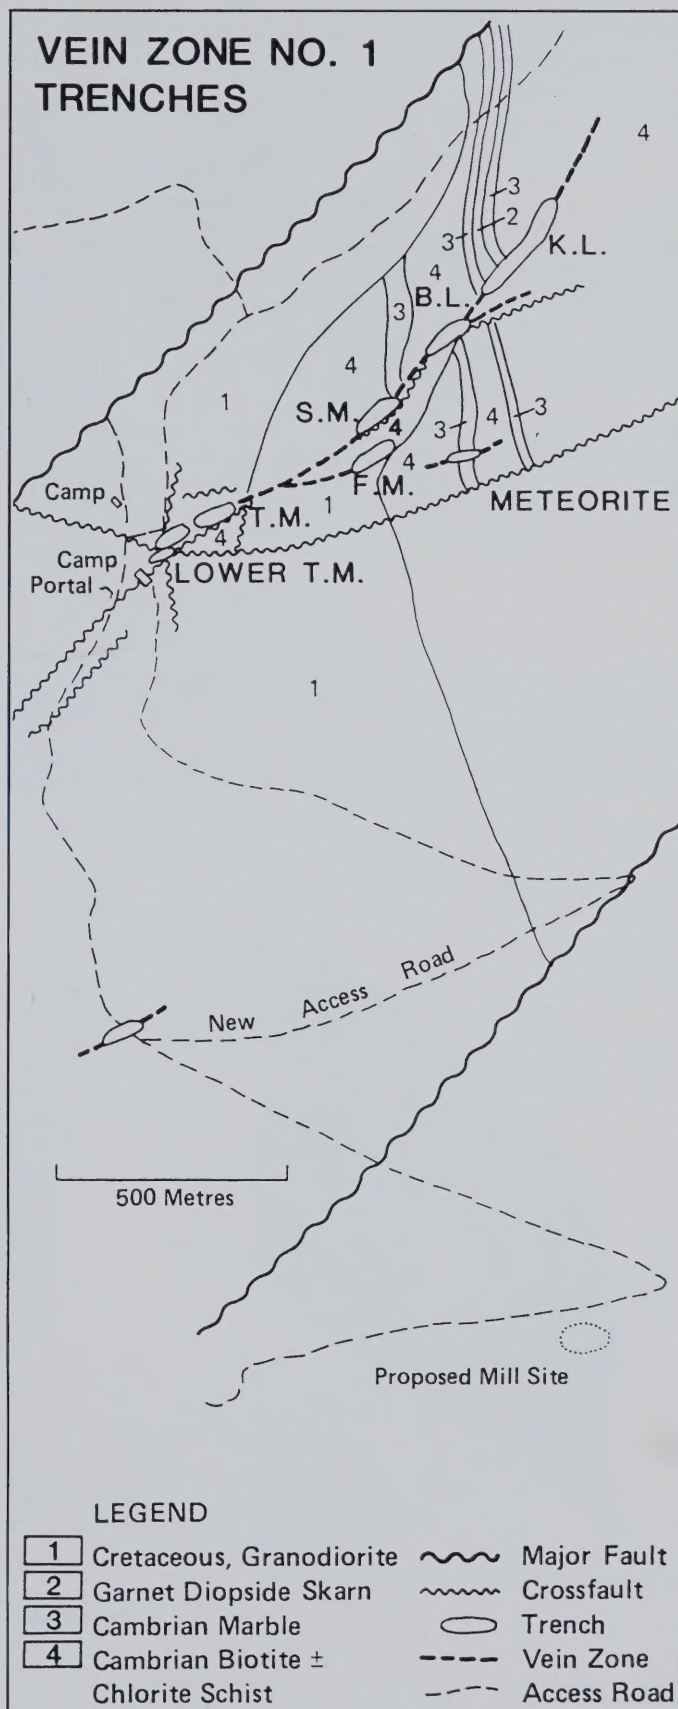 VEIN ZONE NO. 1
TRENCHES
4
3
2
3
K.L.
4
B.L.
3
4
1
S.M.
4
3
4
3
F.M.
4
Camp
T.M.
1
METEORITE
4
LOWER T.M.
Camp
Portal
1
New Access Road
500 Metres
Proposed Mill Site
LEGEND
1 Cretaceous, Granodiorite
2 Garnet Diopside Skarn
3 Cambrian Marble
4 Cambrian Biotite ±
Chlorite Schist
Major Fault
Crossfault
Trench
Vein Zone
Access Road